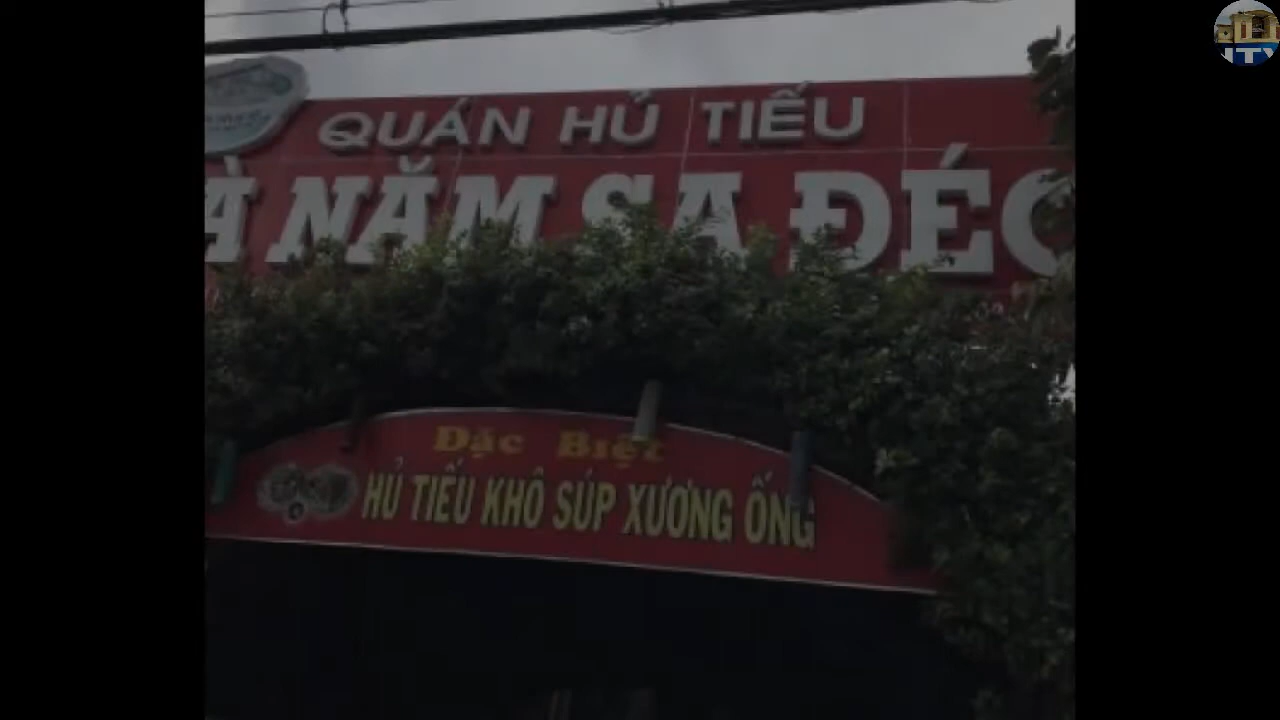 QUÁN HỦ TIẾU
À NĂM SA ĐÉC
Đặc Biệt
HỦ TIẾU KHÔ SÚP XƯƠNG ỐNG